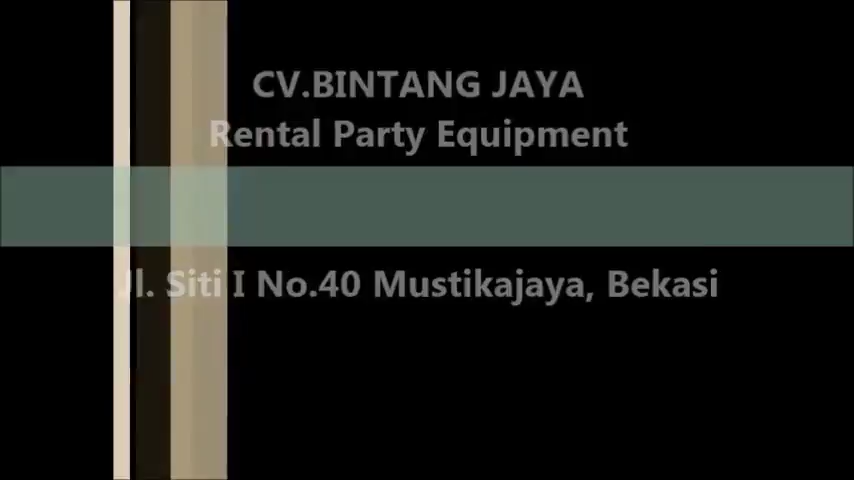 CV.BINTANG JAYA
Rental Party Equipment
Jl. Siti I No.40 Mustikajaya, Bekasi